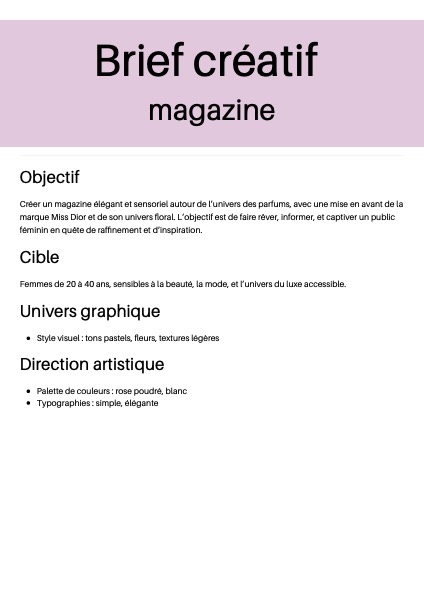 Brief créatif
magazine
Objectif
Créer un magazine élégant et sensoriel autour de l'univers des parfums, avec une mise en avant de la
marque Miss Dior et de son univers floral. L'objectif est de faire rêver, informer, et captiver un public
féminin en quête de raffinement et d'inspiration.
Cible
Femmes de 20 à 40 ans, sensibles à la beauté, la mode, et l'univers du luxe accessible.
Univers graphique
• Style visuel : tons pastels, fleurs, textures légères
Direction artistique
• Palette de couleurs : rose poudré, blanc
• Typographies : simple, élégante